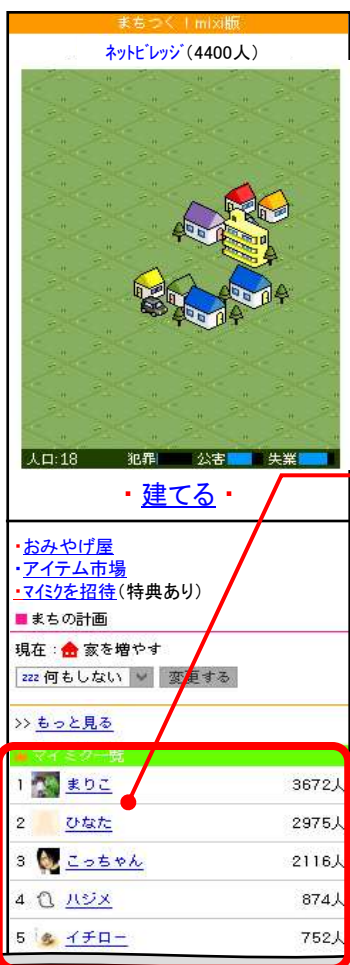 まちつく!mixi版
ネットビレッジ(4400人)
人口:18 犯罪 公害 失業
・建てる・
・おみやげ屋
・アイテム市場
・マイミクを招待(特典あり)
■まちの計画
現在:家を増やす
zzz 何もしない 変更する
>> もっと見る
マイミク一覧
1 まりこ 3672人
2 ひなた 2975人
3 こっちゃん 2116人
4 ハジメ 874人
5 イチロー 752人